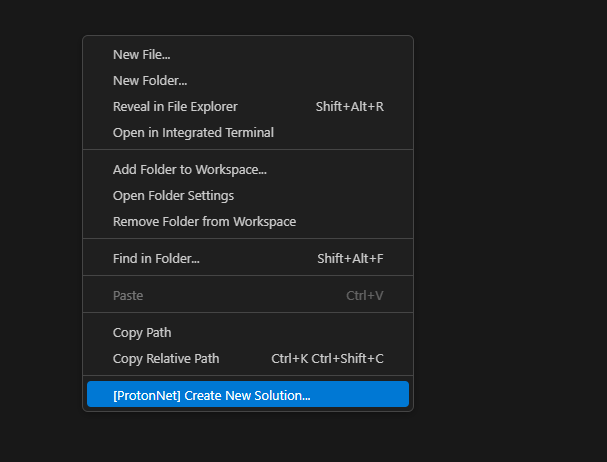 New File...
New Folder...
Reveal in File Explorer Shift+Alt+R
Open in Integrated Terminal
Add Folder to Workspace...
Open Folder Settings
Remove Folder from Workspace
Find in Folder... Shift+Alt+F
Paste Ctrl+V
Copy Path
Copy Relative Path Ctrl+K Ctrl+Shift+C
[ProtonNet] Create New Solution...